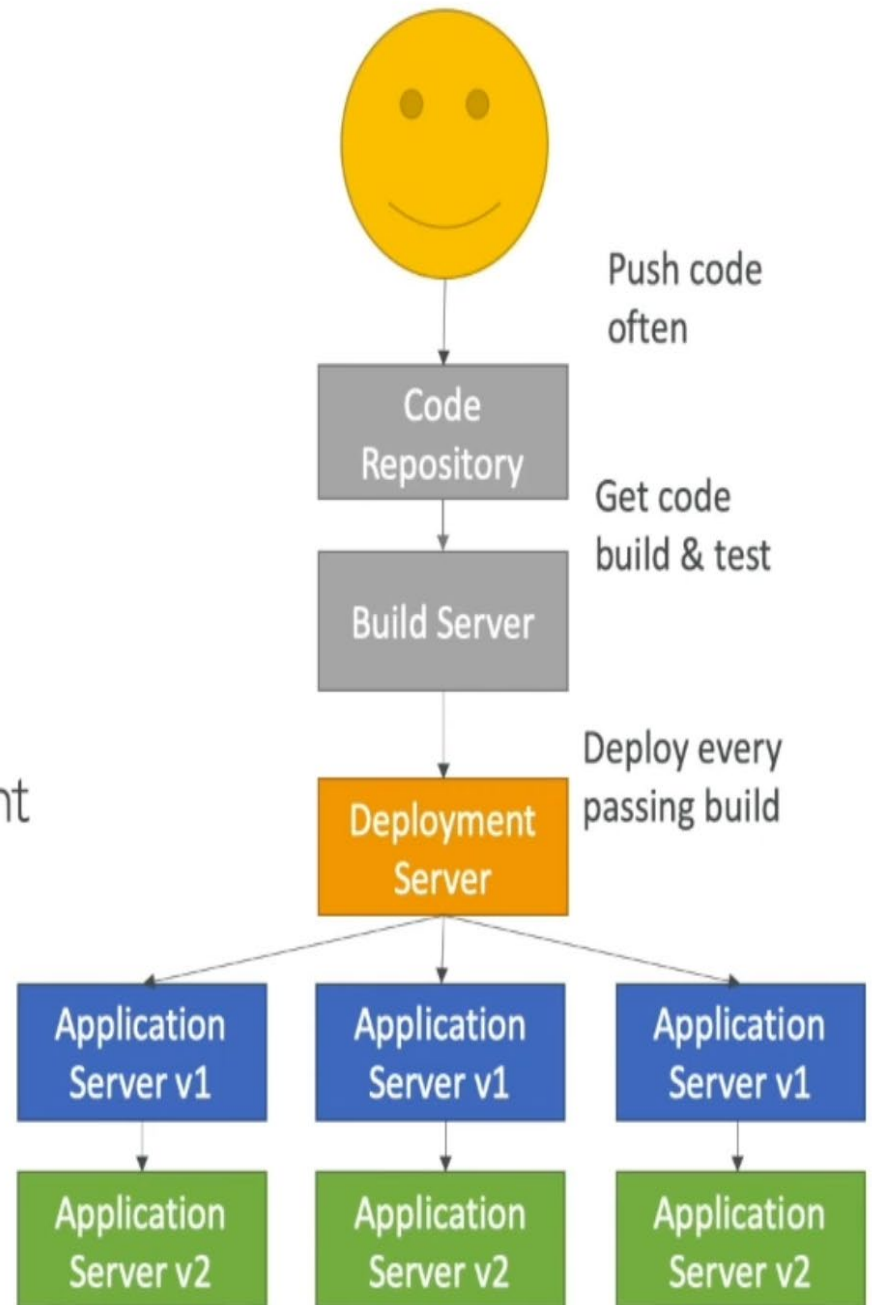 Push code
often
Code
Repository
Get code
build & test
Build Server
Deploy every
passing build
nt
Deployment
Server
Application
Server v1
Application
Server v1
Application
Server v1
Application
Server v2
Application
Server v2
Application
Server v2